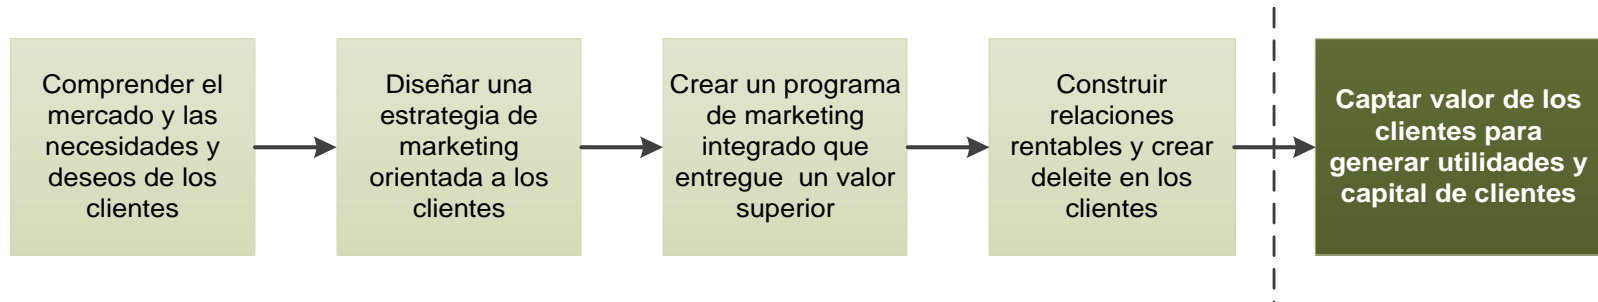 Comprender el
mercado y las
necesidades y
deseos de los
clientes
Diseñar una
estrategia de
marketing
orientada a los
clientes
Crear un programa
de marketing
integrado que
entregue  un valor
superior
Construir
relaciones
rentables y crear
deleite en los
clientes
Captar valor de los
clientes para
generar utilidades y
capital de clientes